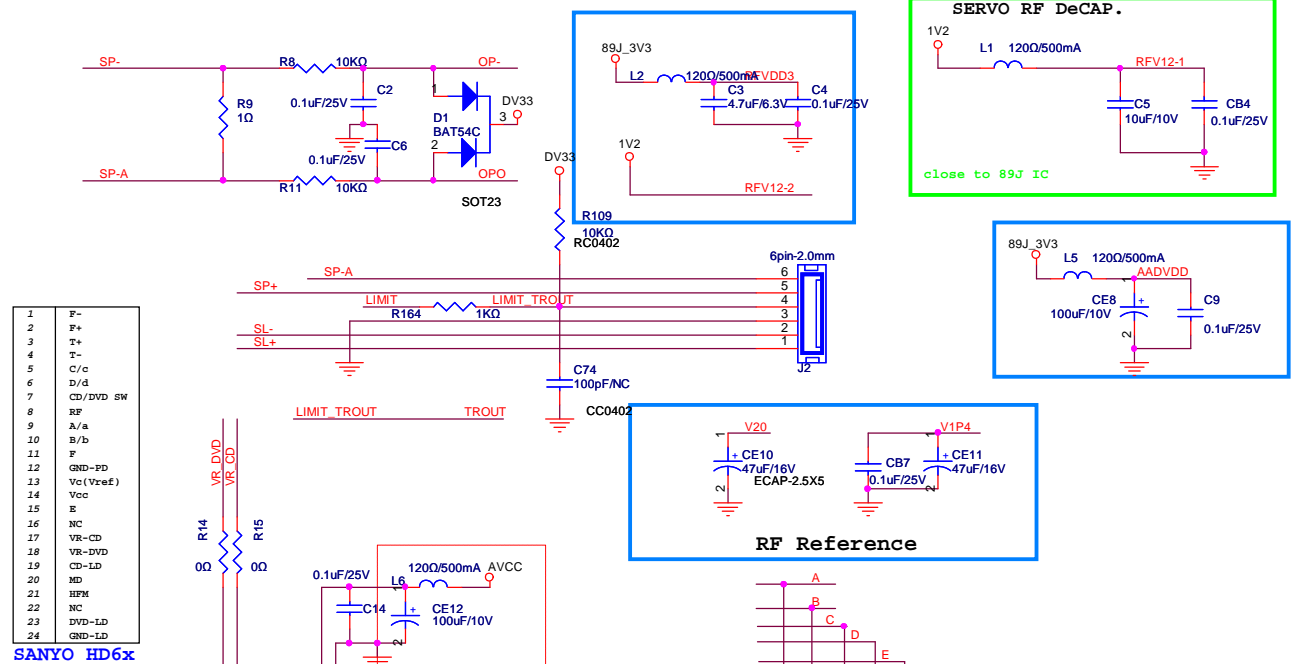 SERVO RF DeCAP.
1V2
L1 120Ω/500mA
RFV12-1
C5
10uF/10V
CB4
0.1uF/25V
close to 89J IC
SP-
R8
10KΩ
OP-
R9
1Ω
C2
0.1uF/25V
C6
0.1uF/25V
1
D1
BAT54C
2
3
DV33
SP-A
R11
10KΩ
OPO
SOT23
89J_3V3
L2
120Ω/500mA
RFVDD3
C3
4.7uF/6.3V
C4
0.1uF/25V
1V2
RFV12-2
DV33
R109
10KΩ
RC0402
89J_3V3
L5 120Ω/500mA
AADVDD
1
CE8
100uF/10V
2
C9
0.1uF/25V
6pin-2.0mm
SP-A
6
SP+
5
LIMIT
LIMIT_TROUT
4
R164
1KΩ
3
SL-
2
SL+
1
J2
C74
100pF/NC
CC0402
LIMIT_TROUT
TROUT
1 F-
2 F+
3 T+
4 T-
5 C/c
6 D/d
7 CD/DVD SW
8 RF
9 A/a
10 B/b
11 F
12 GND-PD
13 Vc(Vref)
14 Vcc
15 E
16 NC
17 VR-CD
18 VR-DVD
19 CD-LD
20 MD
21 HFM
22 NC
23 DVD-LD
24 GND-LD
SANYO HD6x
VR_DVD
VR_CD
R14
0Ω
R15
0Ω
V20
1
CE10
47uF/16V
ECAP-2.5X5
2
V1P4
1
CB7
0.1uF/25V
CE11
47uF/16V
2
RF Reference
0.1uF/25V
L6
120Ω/500mA
AVCC
1
C14
CE12
100uF/10V
2
A
B
C
D
E